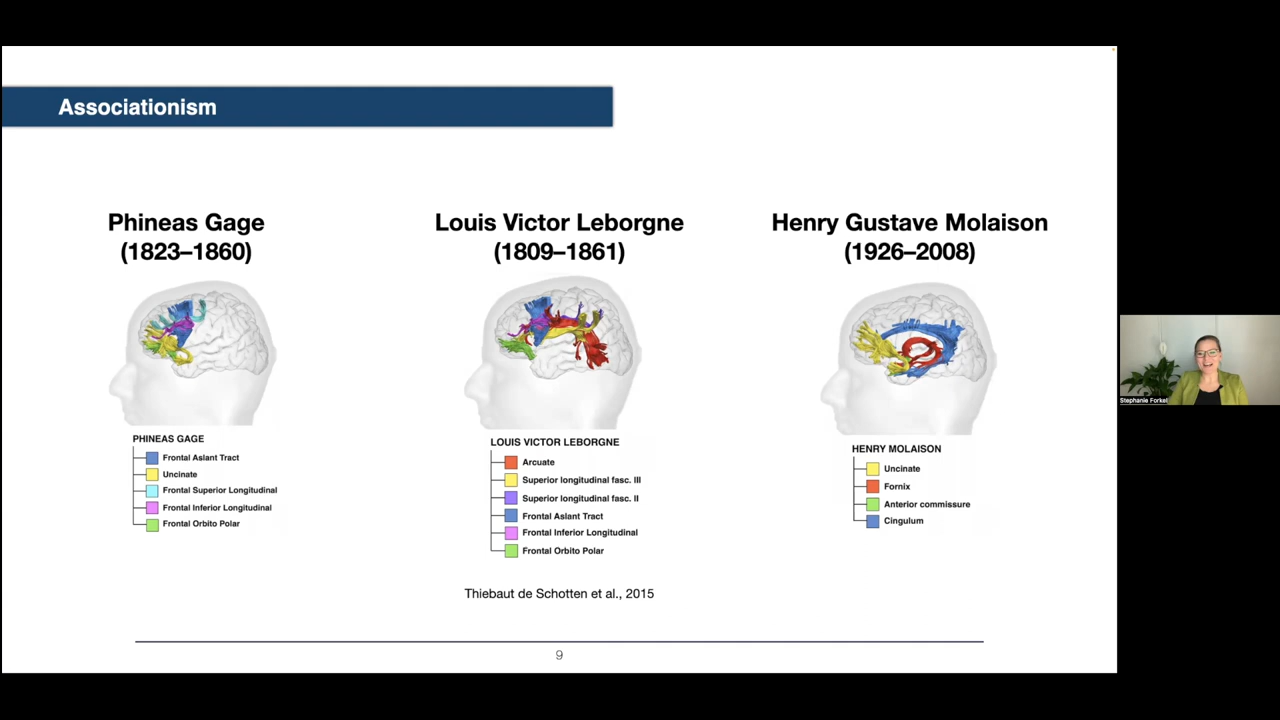 Associationism
Phineas Gage
(1823–1860)
Louis Victor Leborgne
(1809–1861)
Henry Gustave Molaison
(1926–2008)
PHINEAS GAGE
Frontal Aslant Tract
Uncinate
Frontal Superior Longitudinal
Frontal Inferior Longitudinal
Frontal Orbito Polar
LOUIS VICTOR LEBORGNE
Arcuate
Superior longitudinal fasc. III
Superior longitudinal fasc. II
Frontal Aslant Tract
Frontal Inferior Longitudinal
Frontal Orbito Polar
HENRY MOLAISON
Uncinate
Fornix
Anterior commissure
Cingulum
Thiebaut de Schotten et al., 2015
9
Stephanie Forkel